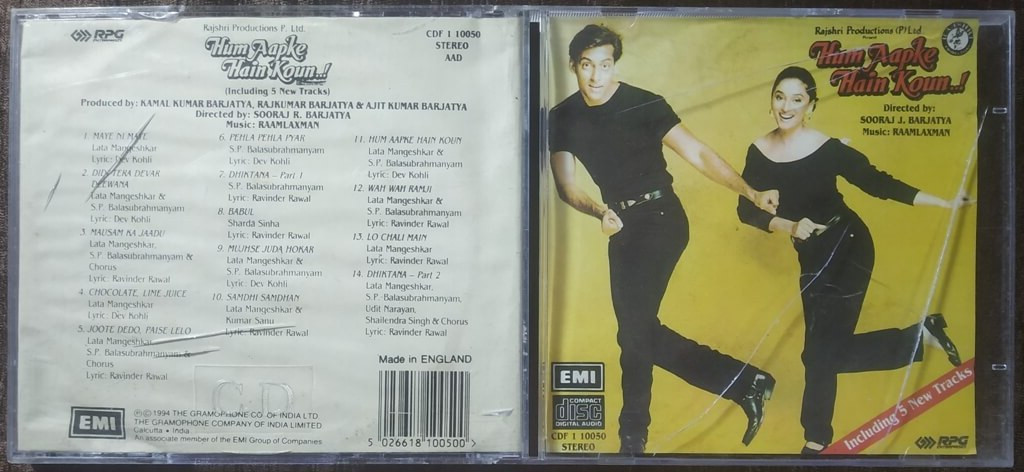 RPG
Rajshri Productions P. Ltd.
CDF 1 10050
STEREO
AAD
Hum Aapke
Hain Koun..!
(Including 5 New Tracks)
Produced by: KAMAL KUMAR BARJATYA, RAJKUMAR BARJATYA & AJIT KUMAR BARJATYA
Directed by: SOORAJ R. BARJATYA
Music: RAAMLAXMAN
1. MAYE NI MAYE
Lata Mangeshkar
Lyric: Dev Kohli
2. DIDI TERA DEVAR
DEEWANA
Lata Mangeshkar &
S.P. Balasubrahmanyam
Lyric: Dev Kohli
3. MAUSAM KA JAADU
Lata Mangeshkar,
S.P. Balasubrahmanyam &
Chorus
Lyric: Ravinder Rawal
4. CHOCOLATE, LIME JUICE
Lata Mangeshkar
Lyric: Dev Kohli
5. JOOTE DEDO, PAISE LELO
Lata Mangeshkar
S.P. Balasubrahmanyam &
Chorus
Lyric: Ravinder Rawal
6. PEHLA PEHLA PYAR
S.P. Balasubrahmanyam
Lyric: Dev Kohli
7. DHIKTANA – Part 1
S.P. Balasubrahmanyam
Lyric: Ravinder Rawal
8. BABUL
Sharda Sinha
Lyric: Ravinder Rawal
9. MUJHSE JUDA HOKAR
Lata Mangeshkar &
S.P. Balasubrahmanyam
Lyric: Dev Kohli
10. SAMDHI SAMDHAN
Lata Mangeshkar &
Kumar Sanu
Lyric: Ravinder Rawal
11. HUM AAPKE HAIN KOUN
Lata Mangeshkar &
S.P. Balasubrahmanyam
Lyric: Dev Kohli
12. WAH WAH RAMJI
Lata Mangeshkar &
S.P. Balasubrahmanyam
Lyric: Ravinder Rawal
13. LO CHALI MAIN
Lata Mangeshkar
Lyric: Ravinder Rawal
14. DHIKTANA – Part 2
Lata Mangeshkar,
S.P. Balasubrahmanyam,
Udit Narayan,
Shailendra Singh & Chorus
Lyric: Ravinder Rawal
Made in ENGLAND
CD
EMI
℗©1994 THE GRAMOPHONE CO. OF INDIA LTD
THE GRAMOPHONE COMPANY OF INDIA LIMITED
Calcutta • India
An associate member of the EMI Group of Companies
5 026618 100500 >
Rajshri Productions (P) Ltd.
Present
Hum Aapke
Hain Koun..!
Directed by:
SOORAJ J. BARJATYA
Music: RAAMLAXMAN
EMI
COMPACT
disc
DIGITAL AUDIO
CDF 1 10050
STEREO
Including 5 New Tracks
RPG